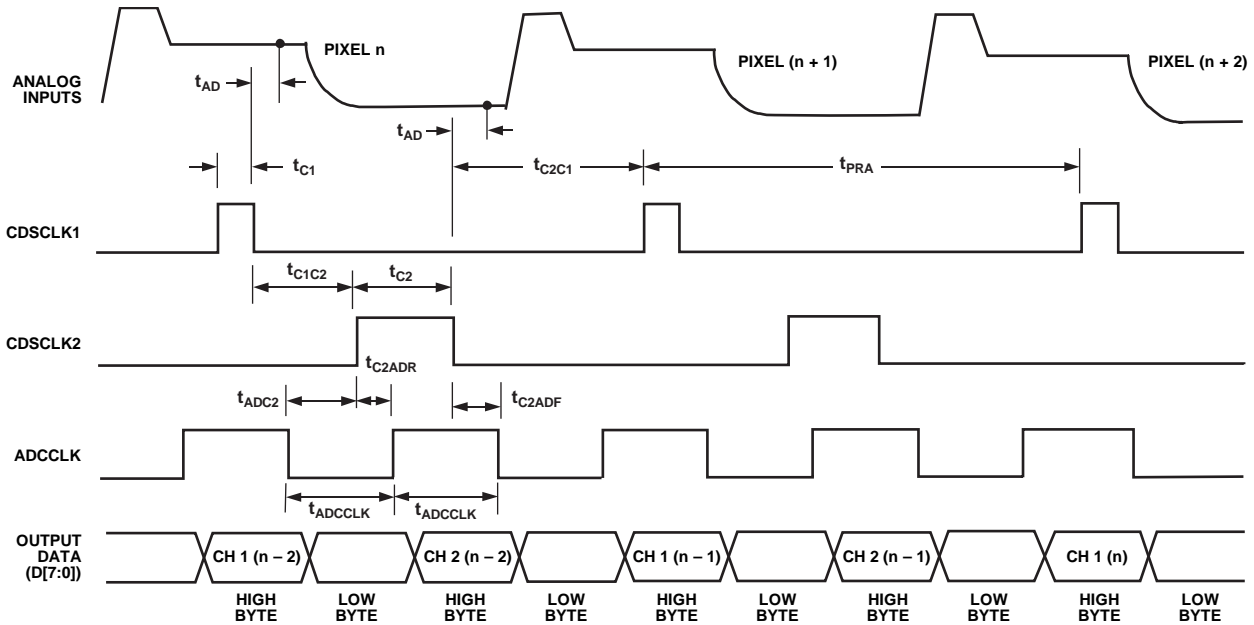 PIXEL n
PIXEL (n + 1)
PIXEL (n + 2)
ANALOG
INPUTS
tAD
tAD
tC1
tC2C1
tPRA
CDSCLK1
tC1C2
tC2
CDSCLK2
tC2ADR
tADC2
tC2ADF
ADCCLK
tADCCLK
tADCCLK
OUTPUT
DATA
(D[7:0])
CH 1 (n – 2)
CH 2 (n – 2)
CH 1 (n – 1)
CH 2 (n – 1)
CH 1 (n)
HIGH
BYTE
LOW
BYTE
HIGH
BYTE
LOW
BYTE
HIGH
BYTE
LOW
BYTE
HIGH
BYTE
LOW
BYTE
HIGH
BYTE
LOW
BYTE